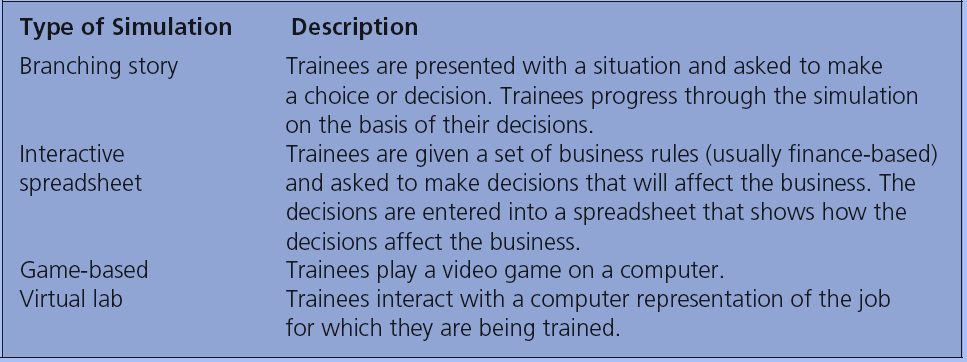 Type of Simulation Description
Branching story Trainees are presented with a situation and asked to make
a choice or decision. Trainees progress through the simulation
on the basis of their decisions.
Interactive Trainees are given a set of business rules (usually finance-based)
spreadsheet and asked to make decisions that will affect the business. The
decisions are entered into a spreadsheet that shows how the
decisions affect the business.
Game-based Trainees play a video game on a computer.
Virtual lab Trainees interact with a computer representation of the job
for which they are being trained.